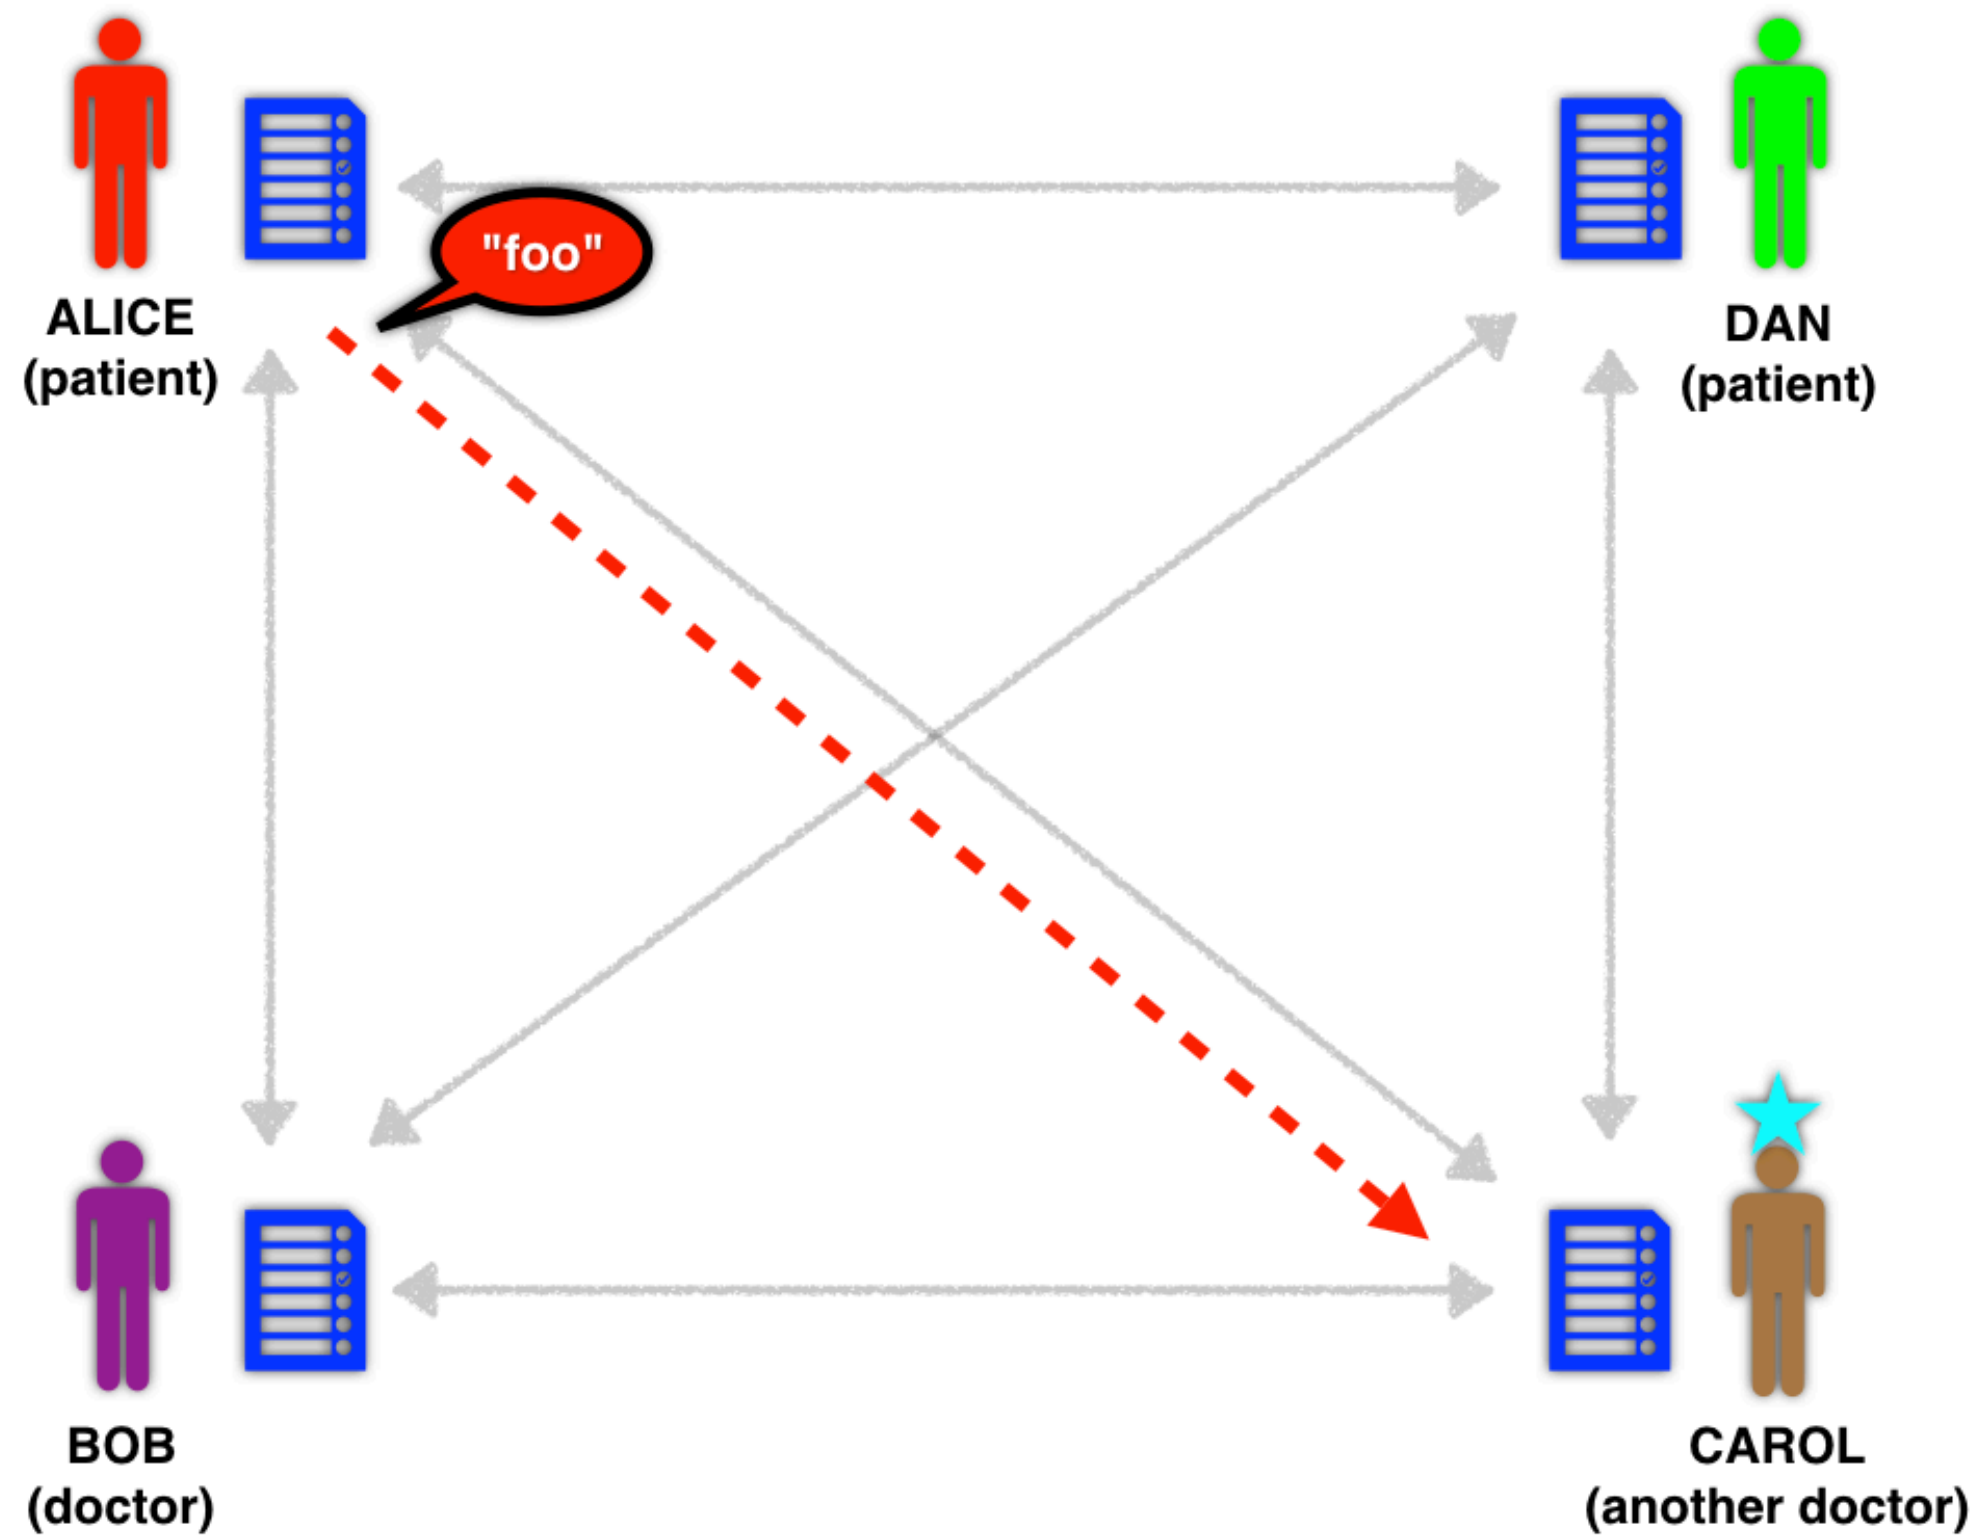 "foo"
ALICE
(patient)
DAN
(patient)
BOB
(doctor)
CAROL
(another doctor)